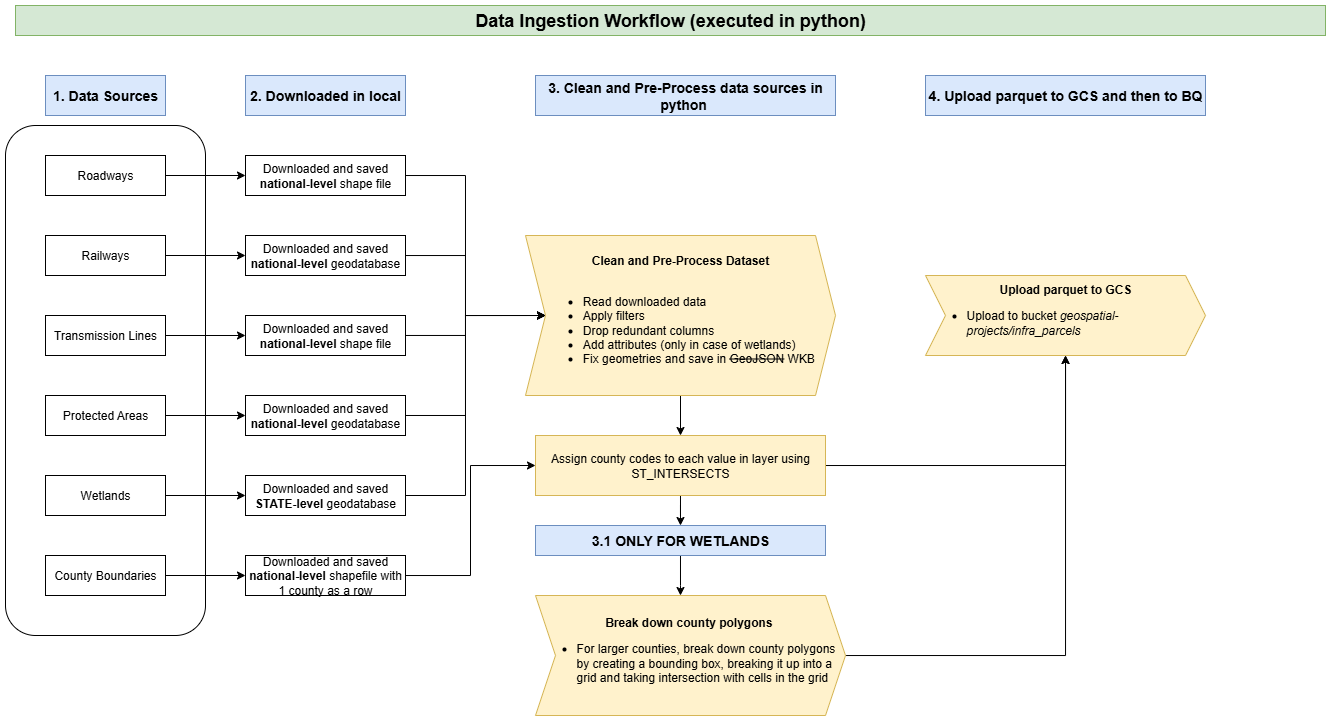 Data Ingestion Workflow (executed in python)
1. Data Sources
2. Downloaded in local
3. Clean and Pre-Process data sources in
python
4. Upload parquet to GCS and then to BQ
Roadways
Downloaded and saved
national-level shape file
Railways
Downloaded and saved
national-level geodatabase
Transmission Lines
Downloaded and saved
national-level shape file
Protected Areas
Downloaded and saved
national-level geodatabase
Wetlands
Downloaded and saved
STATE-level geodatabase
County Boundaries
Downloaded and saved
national-level shapefile with
1 county as a row
Clean and Pre-Process Dataset
• Read downloaded data
• Apply filters
• Drop redundant columns
• Add attributes (only in case of wetlands)
• Fix geometries and save in GeoJSON WKB
Assign county codes to each value in layer using
ST_INTERSECTS
3.1 ONLY FOR WETLANDS
Break down county polygons
• For larger counties, break down county polygons
by creating a bounding box, breaking it up into a
grid and taking intersection with cells in the grid
Upload parquet to GCS
• Upload to bucket geospatial-
projects/infra_parcels